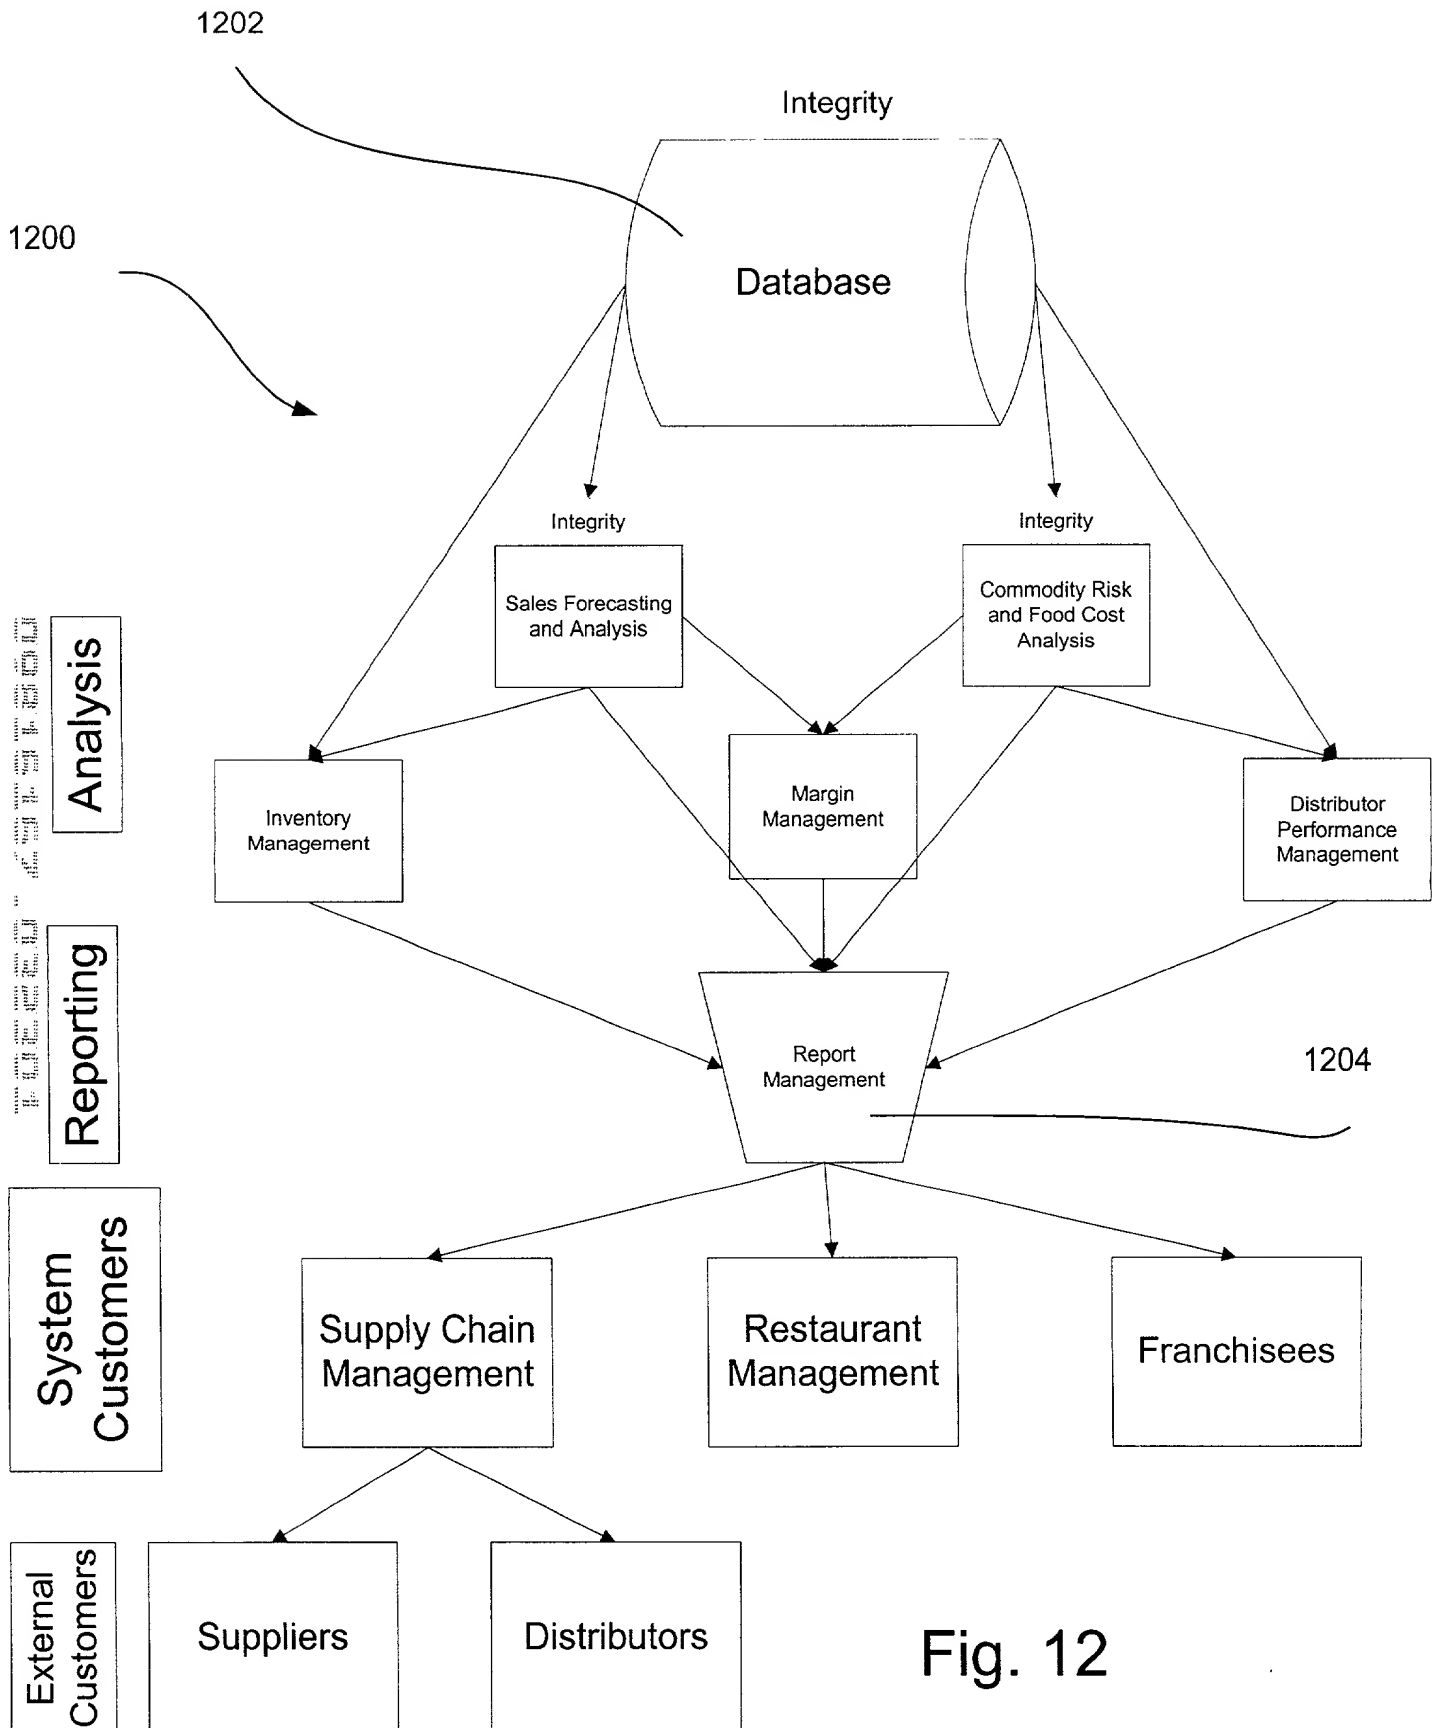 1202
Integrity
1200
Database
Integrity
Integrity
Sales Forecasting
and Analysis
Commodity Risk
and Food Cost
Analysis
Analysis
Inventory
Management
Margin
Management
Distributor
Performance
Management
Reporting
Report
Management
1204
System
Customers
Supply Chain
Management
Restaurant
Management
Franchisees
External
Customers
Suppliers
Distributors
Fig. 12